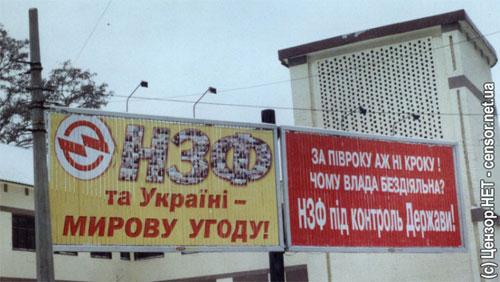 НЗФ
та Україні –
МИРОВУ УГОДУ!
ЗА ПІВРОКУ АЖ НІ КРОКУ !
ЧОМУ ВЛАДА БЕЗДІЯЛЬНА?
НЗФ під контроль Держави!
(c) Цензор.НЕТ - censor.net.ua